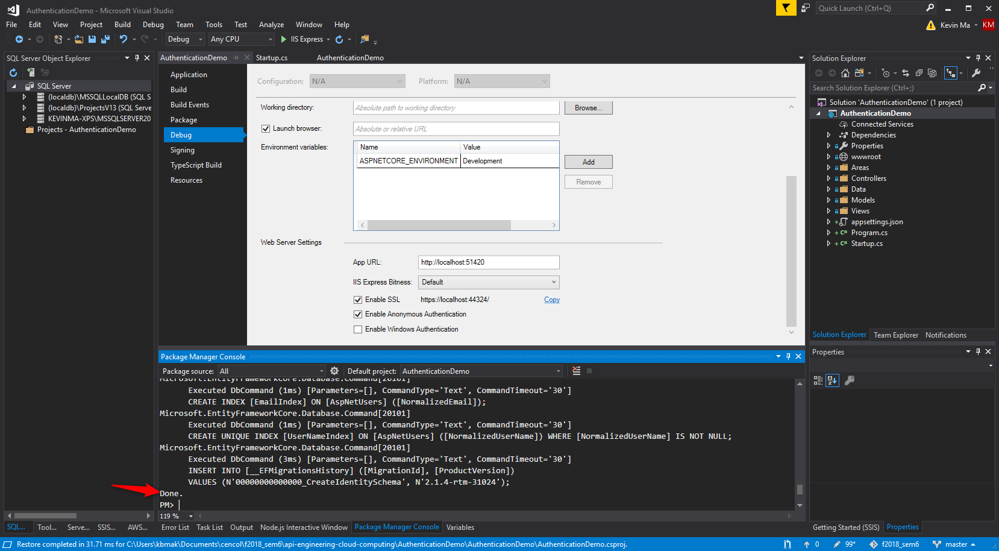 AuthenticationDemo - Microsoft Visual Studio
Quick Launch (Ctrl+Q)
File Edit View Project Build Debug Team Tools Test Analyze Window Help
Kevin Ma KM
Debug Any CPU IIS Express
SQL Server Object Explorer
SQL Server
(localdb)\MSSQLLocalDB (SQL S
(localdb)\ProjectsV13 (SQL Serve
KEVINMA-XPS\MSSQLSERVER20
Projects - AuthenticationDemo
AuthenticationDemo Startup.cs AuthenticationDemo
Application
Build
Build Events
Package
Debug
Signing
TypeScript Build
Resources
Configuration: N/A Platform: N/A
Working directory: Absolute path to working directory Browse...
Launch browser: Absolute or relative URL
Environment variables:
Name Value
ASPNETCORE_ENVIRONMENT Development
Add
Remove
Web Server Settings
App URL: http://localhost:51420
IIS Express Bitness: Default
Enable SSL https://localhost:44324/ Copy
Enable Anonymous Authentication
Enable Windows Authentication
Solution Explorer
Search Solution Explorer (Ctrl+;)
Solution 'AuthenticationDemo' (1 project)
AuthenticationDemo
Connected Services
Dependencies
Properties
wwwroot
Areas
Controllers
Data
Models
Views
appsettings.json
Program.cs
Startup.cs
Solution Explorer Team Explorer Notifications
Properties
Package Manager Console
Package source: All Default project: AuthenticationDemo
Microsoft.EntityFrameworkCore.Database.Command[20101]
Executed DbCommand (1ms) [Parameters=[], CommandType='Text', CommandTimeout='30']
CREATE INDEX [EmailIndex] ON [AspNetUsers] ([NormalizedEmail]);
Microsoft.EntityFrameworkCore.Database.Command[20101]
Executed DbCommand (1ms) [Parameters=[], CommandType='Text', CommandTimeout='30']
CREATE UNIQUE INDEX [UserNameIndex] ON [AspNetUsers] ([NormalizedUserName]) WHERE [NormalizedUserName] IS NOT NULL;
Microsoft.EntityFrameworkCore.Database.Command[20101]
Executed DbCommand (3ms) [Parameters=[], CommandType='Text', CommandTimeout='30']
INSERT INTO [__EFMigrationsHistory] ([MigrationId], [ProductVersion])
VALUES (N'00000000000000_CreateIdentitySchema', N'2.1.4-rtm-31024');
Done.
PM>
119 %
SQL... Tool... Serve... SSIS... AWS...
Error List Task List Output Node.js Interactive Window Package Manager Console Variables
Getting Started (SSIS) Properties
Restore completed in 31.71 ms for C:\Users\kbmak\Documents\cencol\f2018_sem6\api-engineering-cloud-computing\AuthenticationDemo\AuthenticationDemo\AuthenticationDemo.csproj.
0 99* f2018_sem6 master